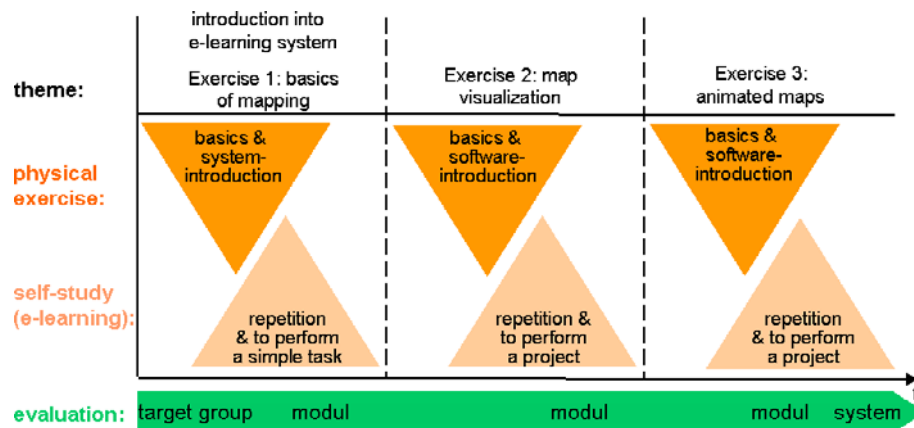 introduction into
e-learning system
theme:
Exercise 1: basics
of mapping
Exercise 2: map
visualization
Exercise 3:
animated maps
physical
exercise:
basics &
system-
introduction
basics &
software-
introduction
basics &
software-
introduction
self-study
(e-learning):
repetition
& to perform
a simple task
repetition &
to perform
a project
repetition
& to perform
a project
t
evaluation:
target group
modul
modul
modul
system